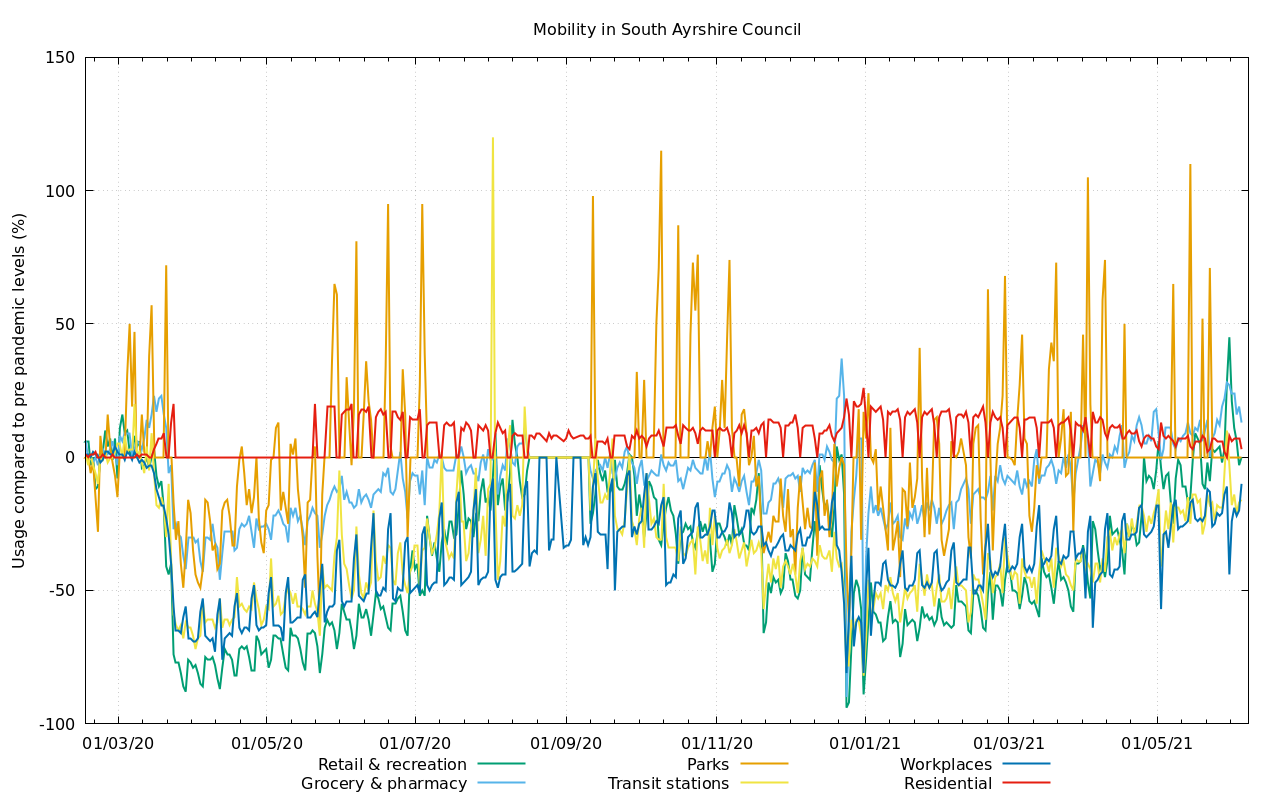 Mobility in South Ayrshire Council
Usage compared to pre pandemic levels (%)
150
100
50
0
-50
-100
01/03/20 01/05/20 01/07/20 01/09/20 01/11/20 01/01/21 01/03/21 01/05/21
Retail & recreation Parks Workplaces
Grocery & pharmacy Transit stations Residential